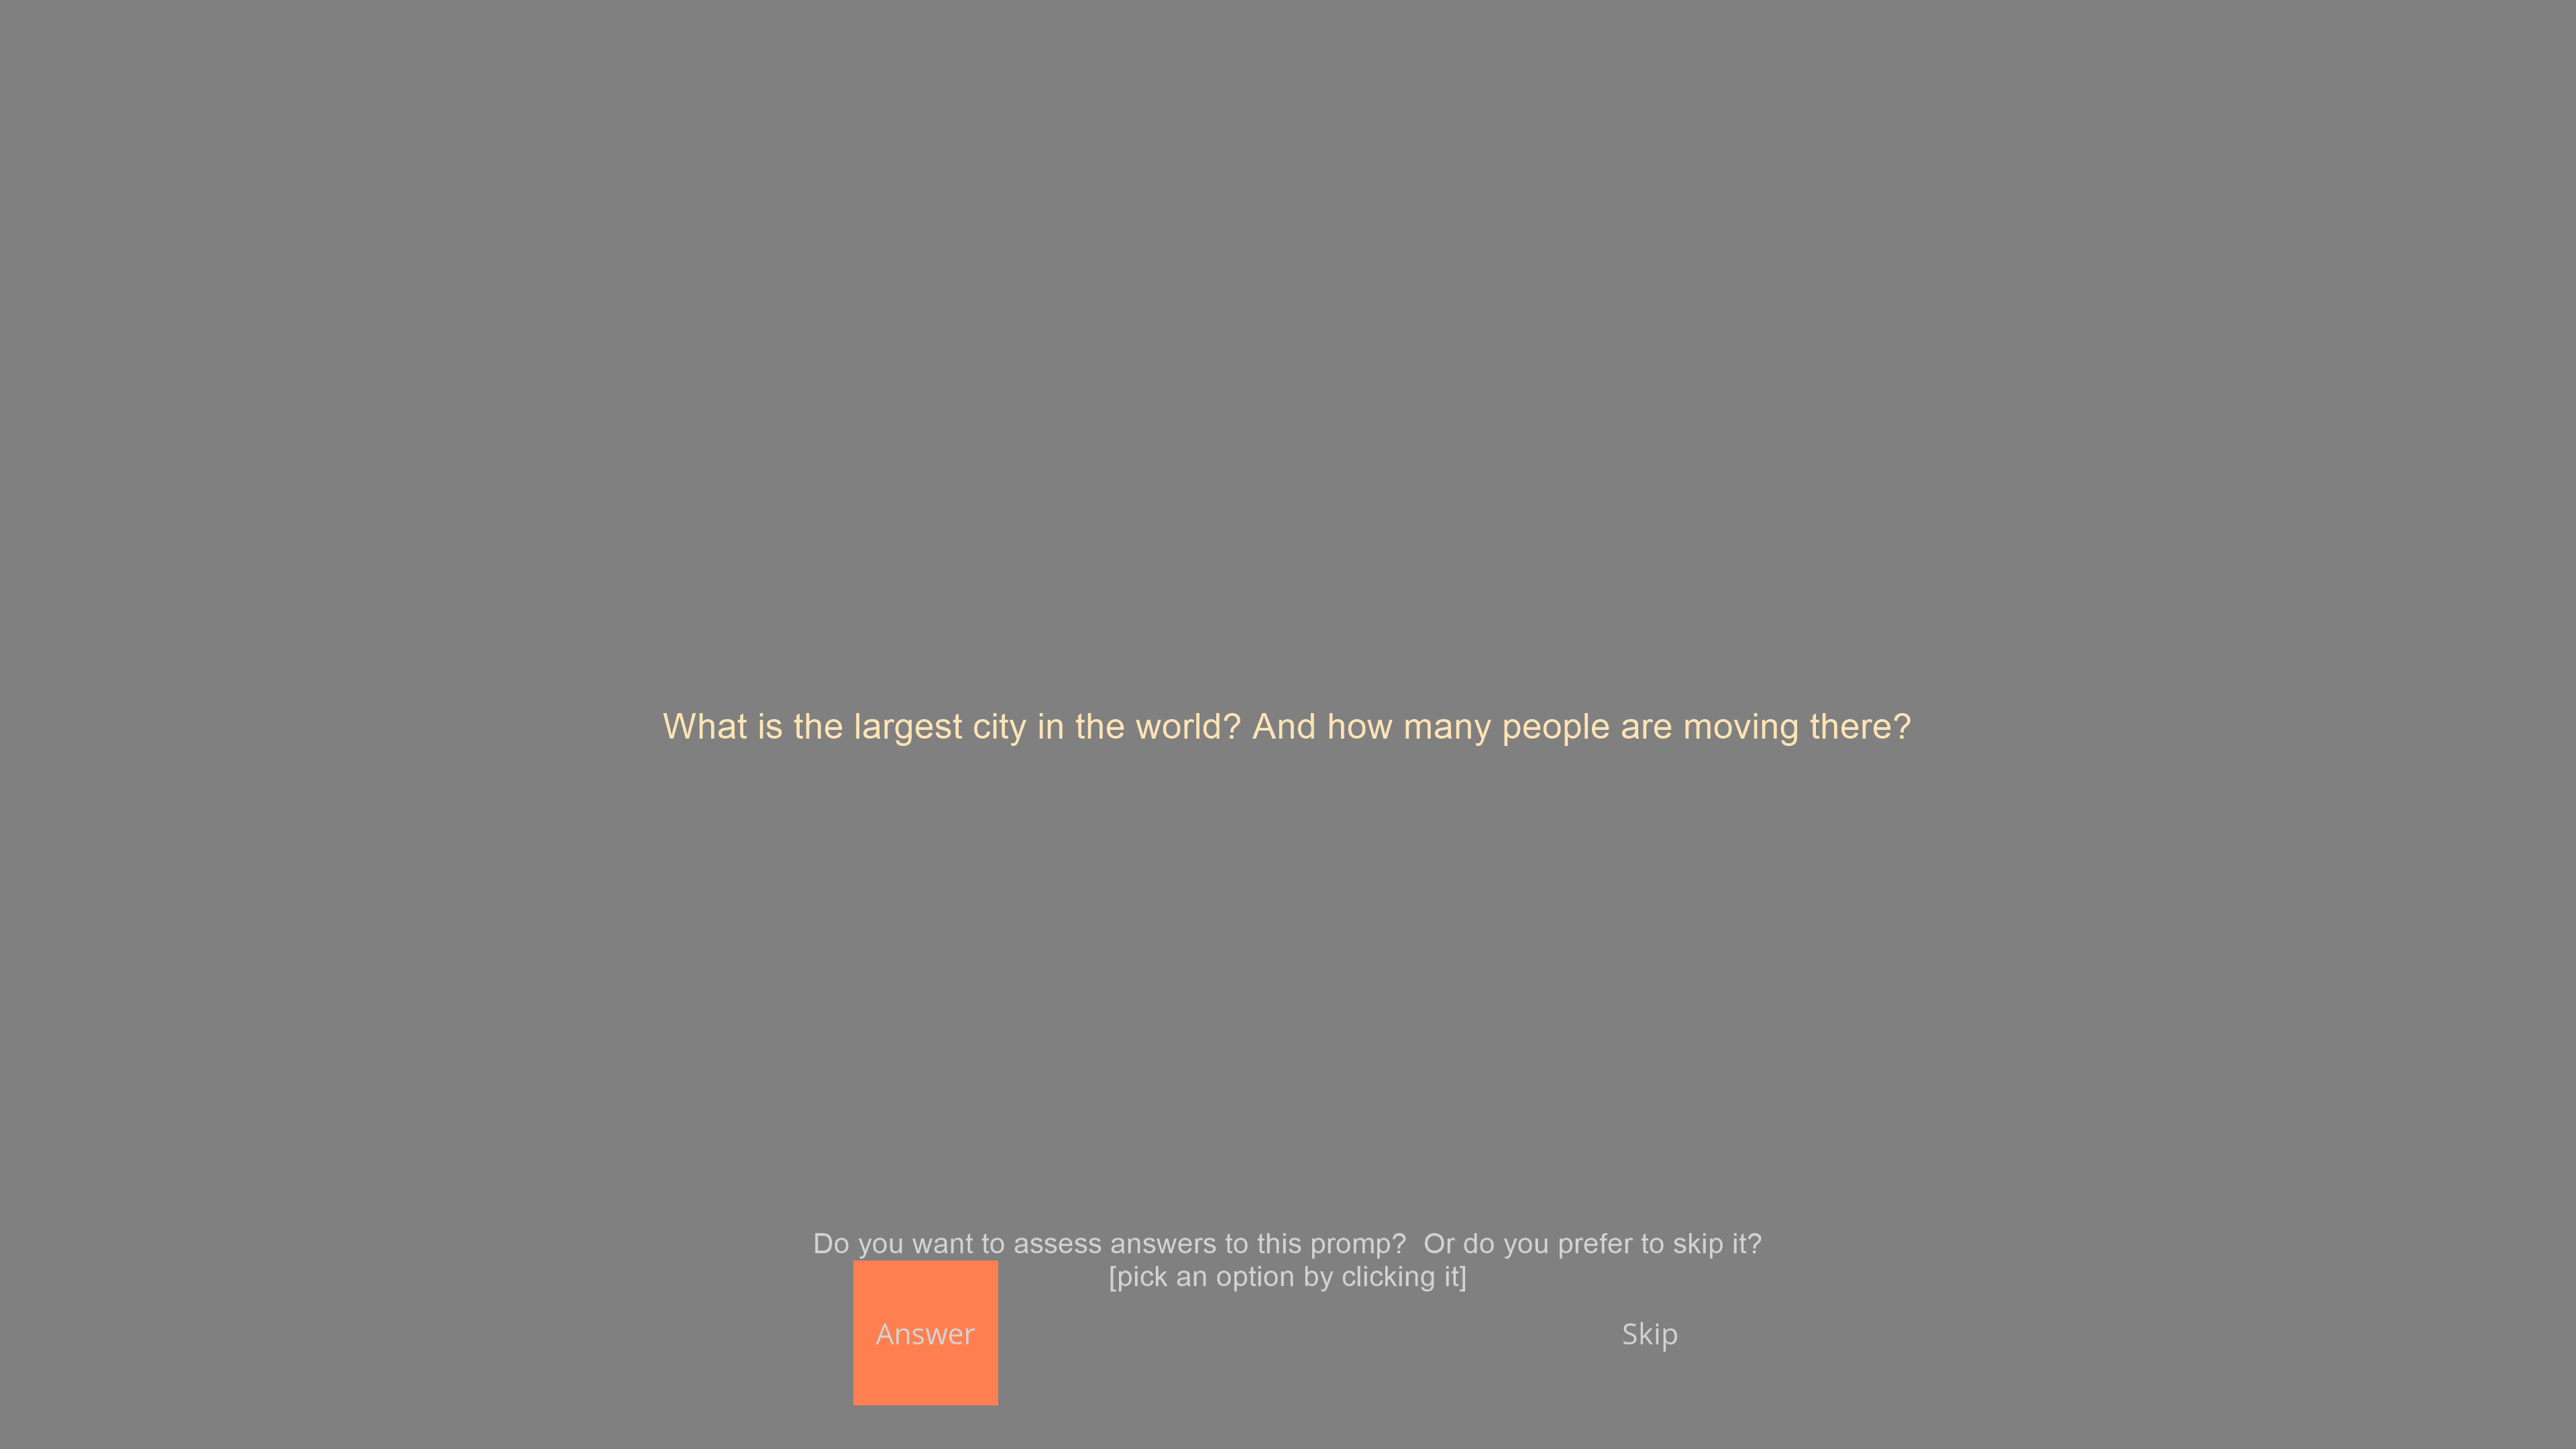 What is the largest city in the world? And how many people are moving there?
Do you want to assess answers to this promp?  Or do you prefer to skip it?
[pick an option by clicking it]
Answer
Skip